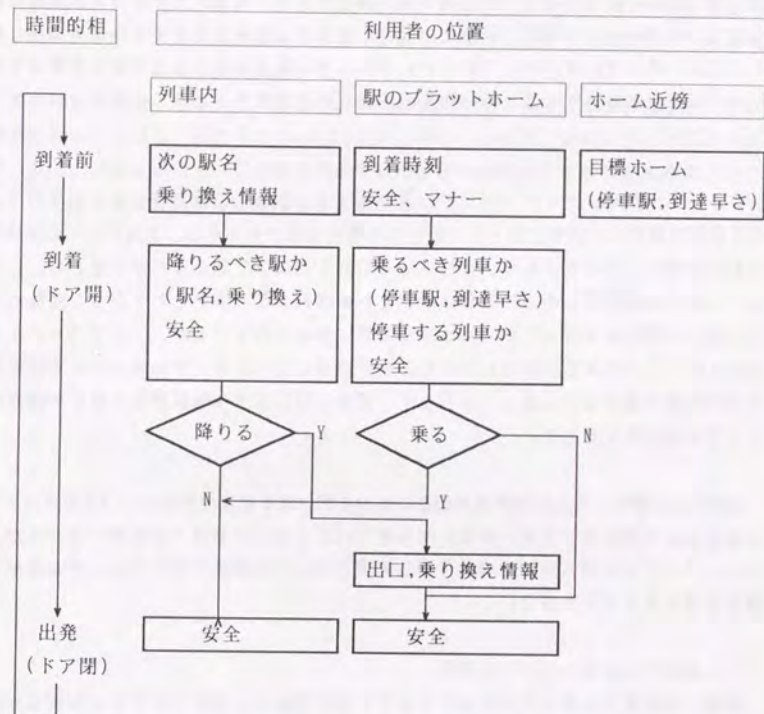 時間的相
利用者の位置
列車内
駅のプラットホーム
ホーム近傍
到着前
次の駅名
乗り換え情報
到着時刻
安全、マナー
目標ホーム
(停車駅,到達早さ)
到着
(ドア開)
降りるべき駅か
(駅名,乗り換え)
安全
乗るべき列車か
(停車駅,到達早さ)
停車する列車か
安全
降りる
Y
乗る
N
N
Y
出口,乗り換え情報
出発
(ドア閉)
安全
安全